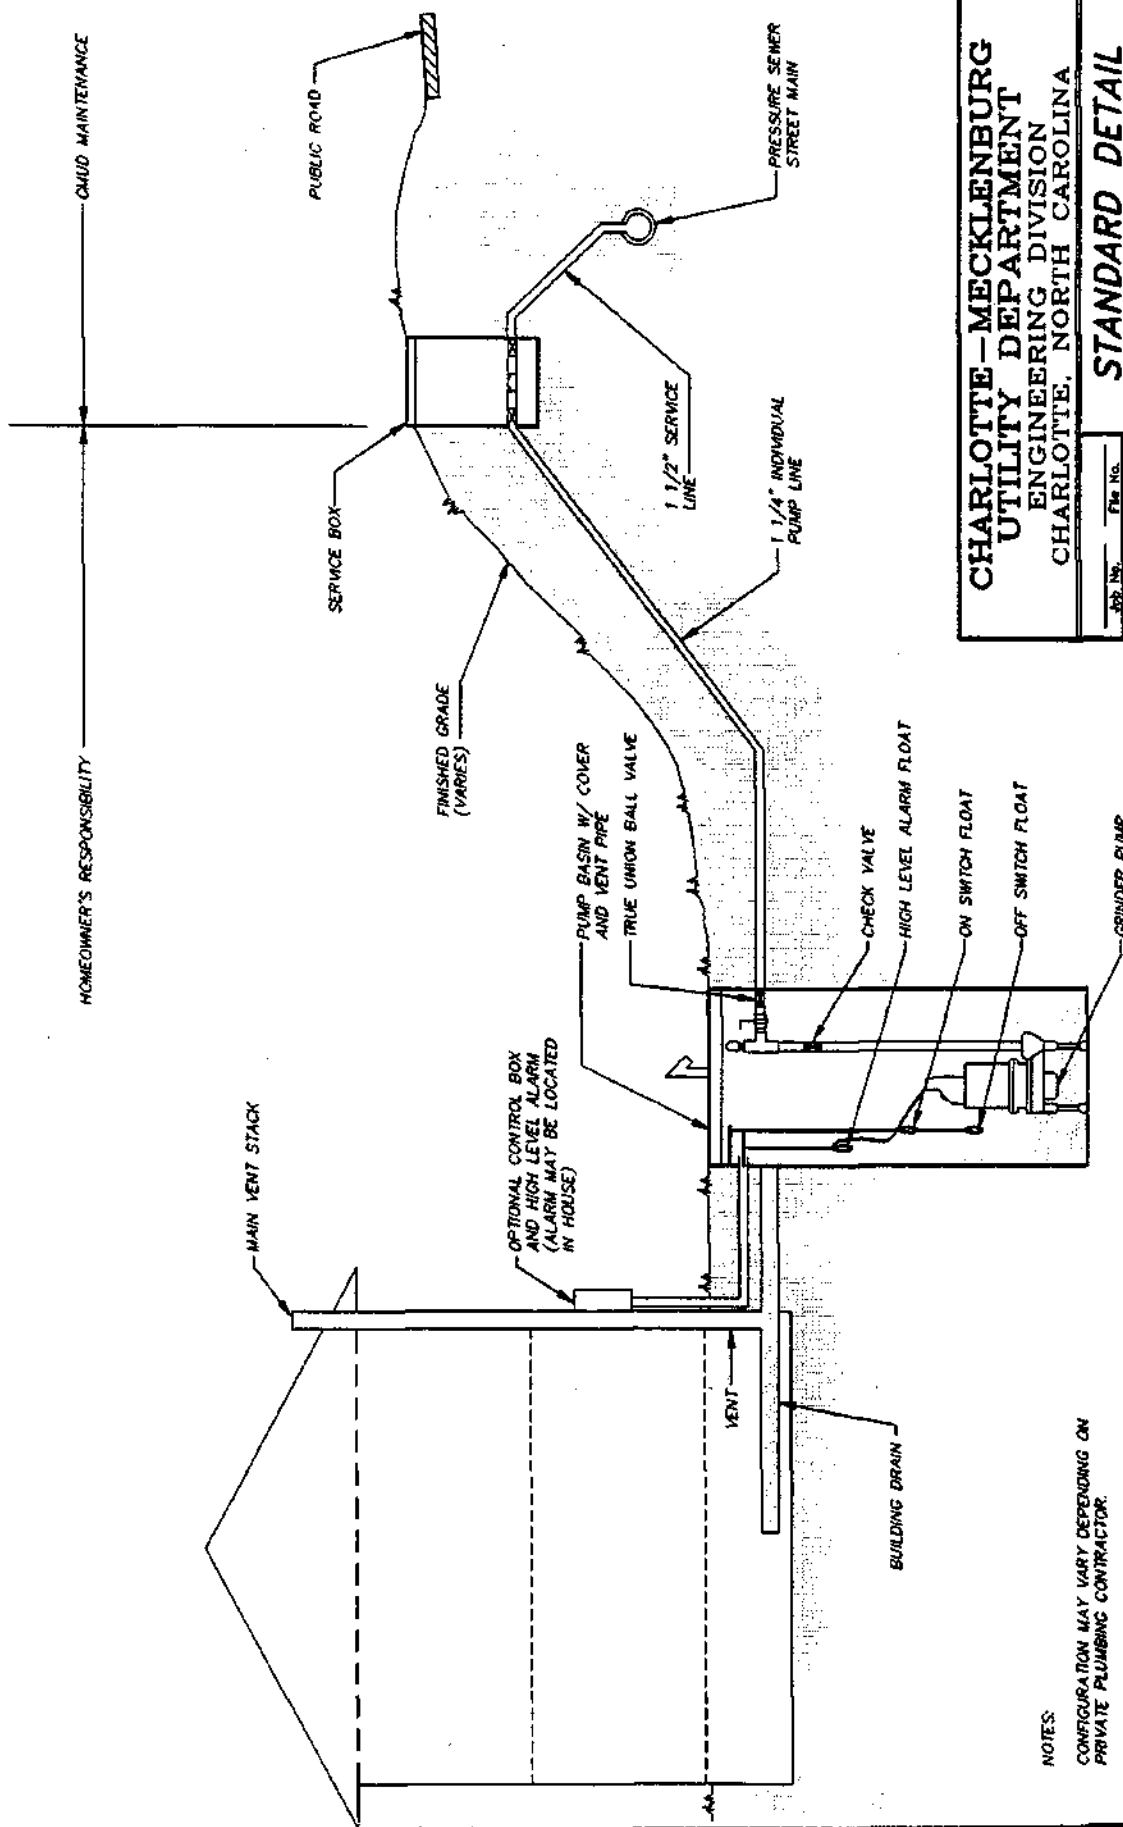 HOMEOWNER'S RESPONSIBILITY
CMUD MAINTENANCE
PUBLIC ROAD
SERVICE BOX
MAIN VENT STACK
FINISHED GRADE
(VARIES)
OPTIONAL CONTROL BOX
AND HIGH LEVEL ALARM
(ALARM MAY BE LOCATED
IN HOUSE)
PUMP BASIN W/ COVER
AND VENT PIPE
TRUE UNION BALL VALVE
1 1/2" SERVICE
LINE
PRESSURE SEWER
STREET MAIN
1 1/4" INDIVIDUAL
PUMP LINE
VENT
BUILDING DRAIN
CHECK VALVE
HIGH LEVEL ALARM FLOAT
ON SWITCH FLOAT
OFF SWITCH FLOAT
GRINDER PUMP
NOTES:
CONFIGURATION MAY VARY DEPENDING ON
PRIVATE PLUMBING CONTRACTOR.
CHARLOTTE-MECKLENBURG
UTILITY DEPARTMENT
ENGINEERING DIVISION
CHARLOTTE, NORTH CAROLINA
Job No.
File No.
STANDARD DETAIL